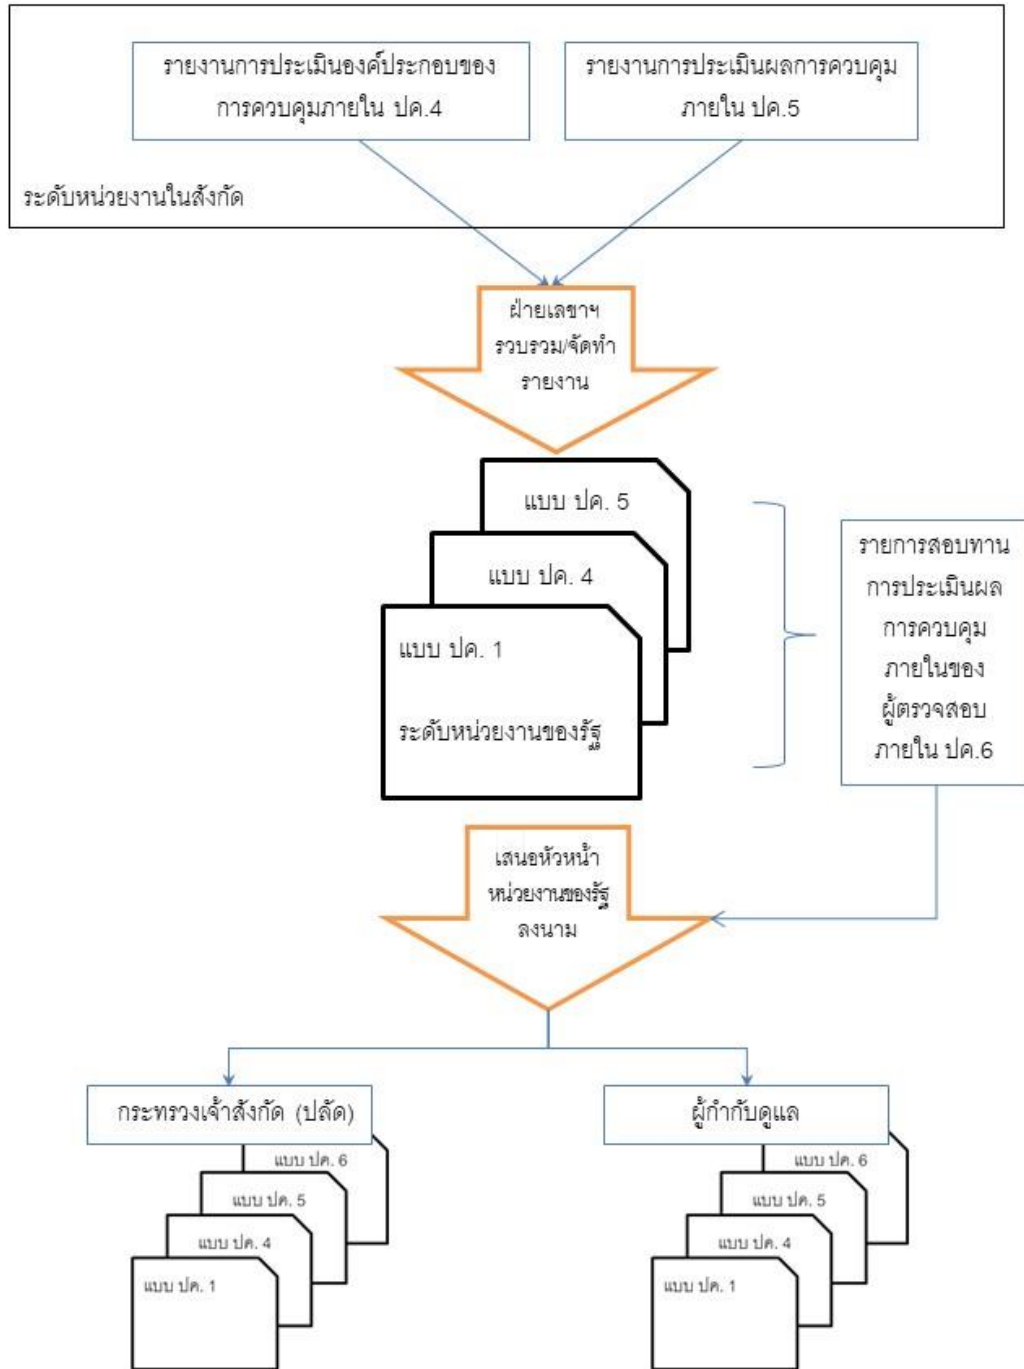 รายงานการประเมินองค์ประกอบของ
การควบคุมภายใน ปค.4
รายงานการประเมินผลการควบคุม
ภายใน ปค.5
ระดับหน่วยงานในสังกัด
ฝ่ายเลขาฯ
รวบรวม/จัดทำ
รายงาน
แบบ ปค. 5
แบบ ปค. 4
แบบ ปค. 1
ระดับหน่วยงานของรัฐ
รายการสอบทาน
การประเมินผล
การควบคุม
ภายในของ
ผู้ตรวจสอบ
ภายใน ปค.6
เสนอหัวหน้า
หน่วยงานของรัฐ
ลงนาม
กระทรวงเจ้าสังกัด (ปลัด)
แบบ ปค. 6
แบบ ปค. 5
แบบ ปค. 4
แบบ ปค. 1
ผู้กำกับดูแล
แบบ ปค. 6
แบบ ปค. 5
แบบ ปค. 4
แบบ ปค. 1